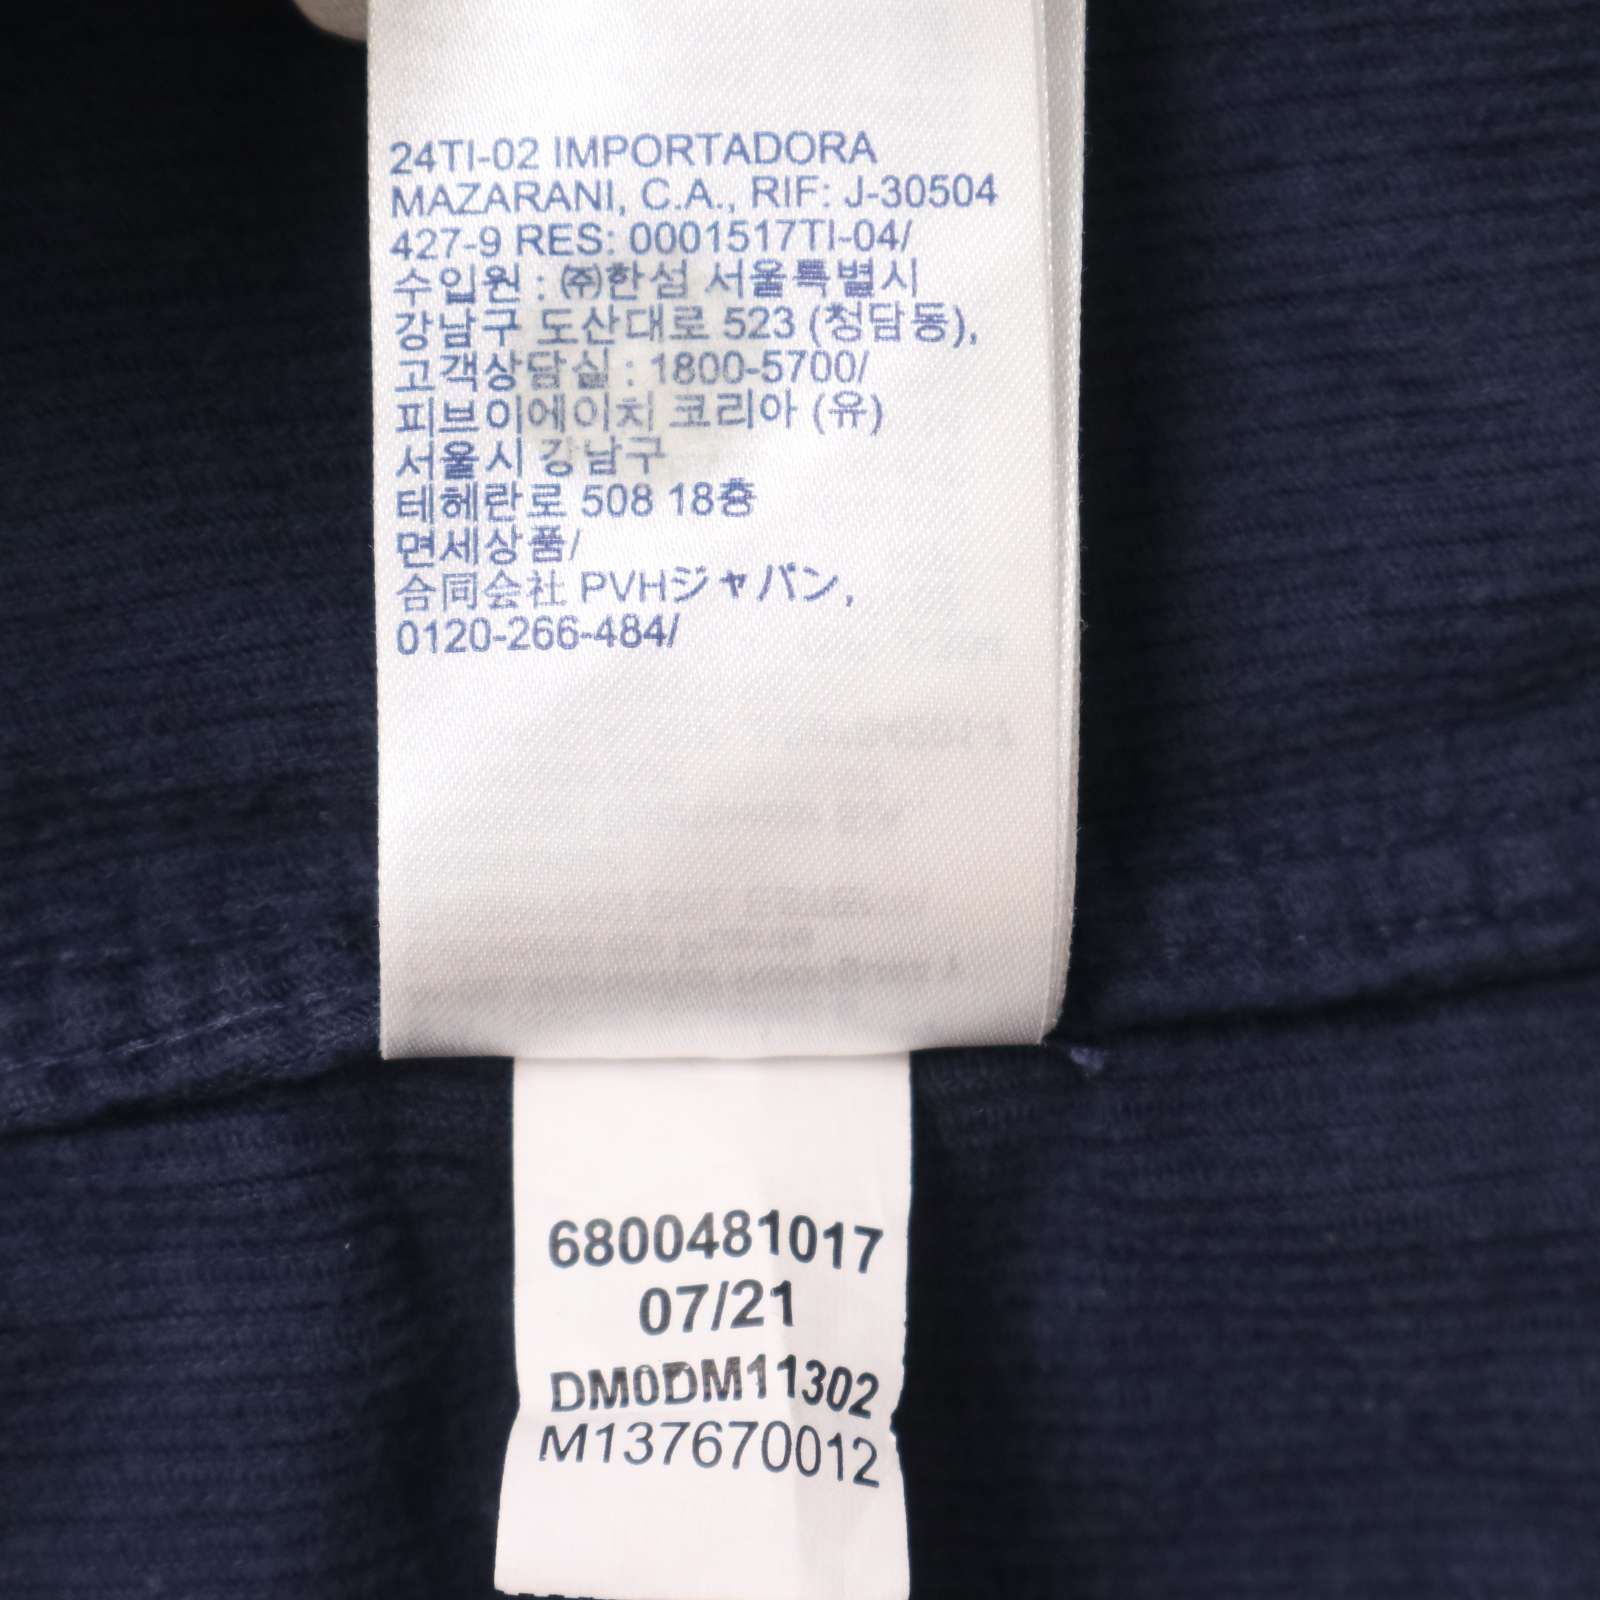 24TI-02 IMPORTADORA
MAZARANI, C.A., RIF: J-30504
427-9 RES: 0001517TI-04/
수입원 : ㈜한섬 서울특별시
강남구 도산대로 523 (청담동),
고객상담실 : 1800-5700/
피브이에이치 코리아 (유)
서울시 강남구
테헤란로 508 18층
면세상품/
合同会社 PVHジャパン,
0120-266-484/
6800481017
07/21
DM0DM11302
M137670012